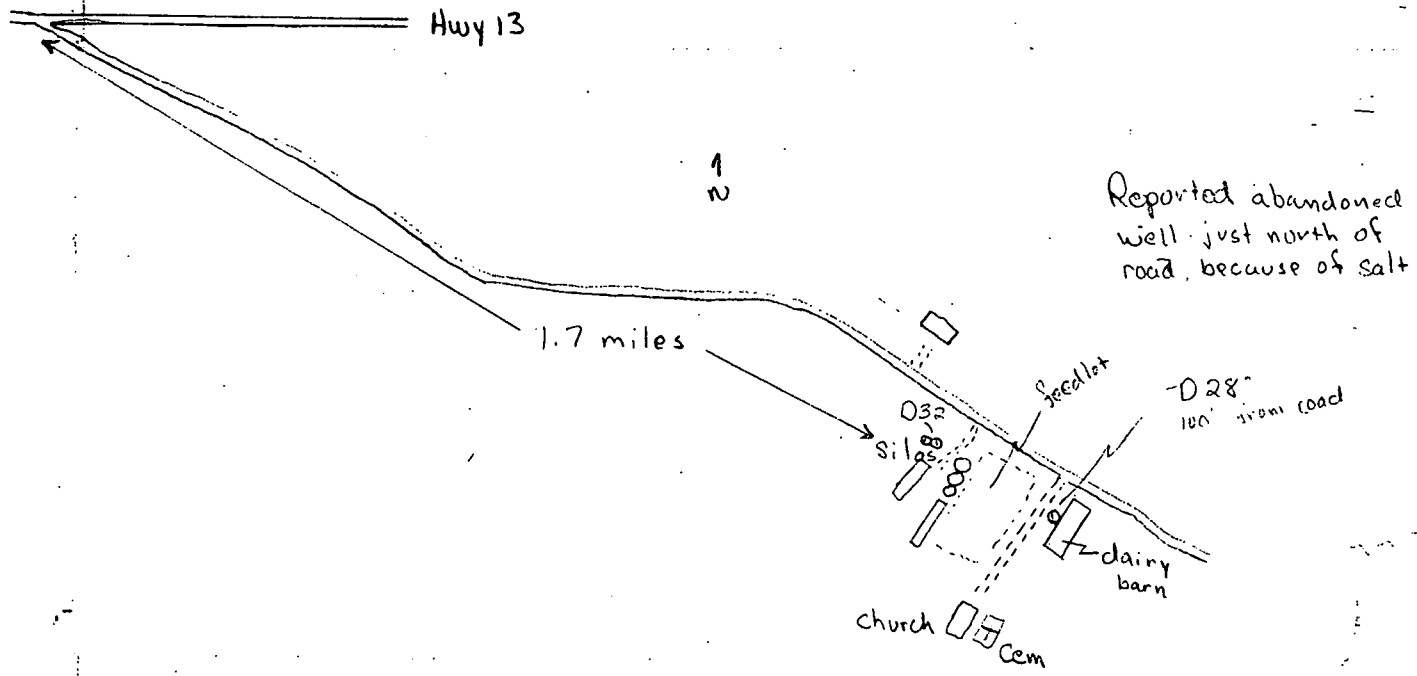 Hwy 13
↑
N
Reported abandoned
well just north of
road, because of salt
1.7 miles
feedlot
D28
100' from road
D32
silos
dairy
barn
church
Cem